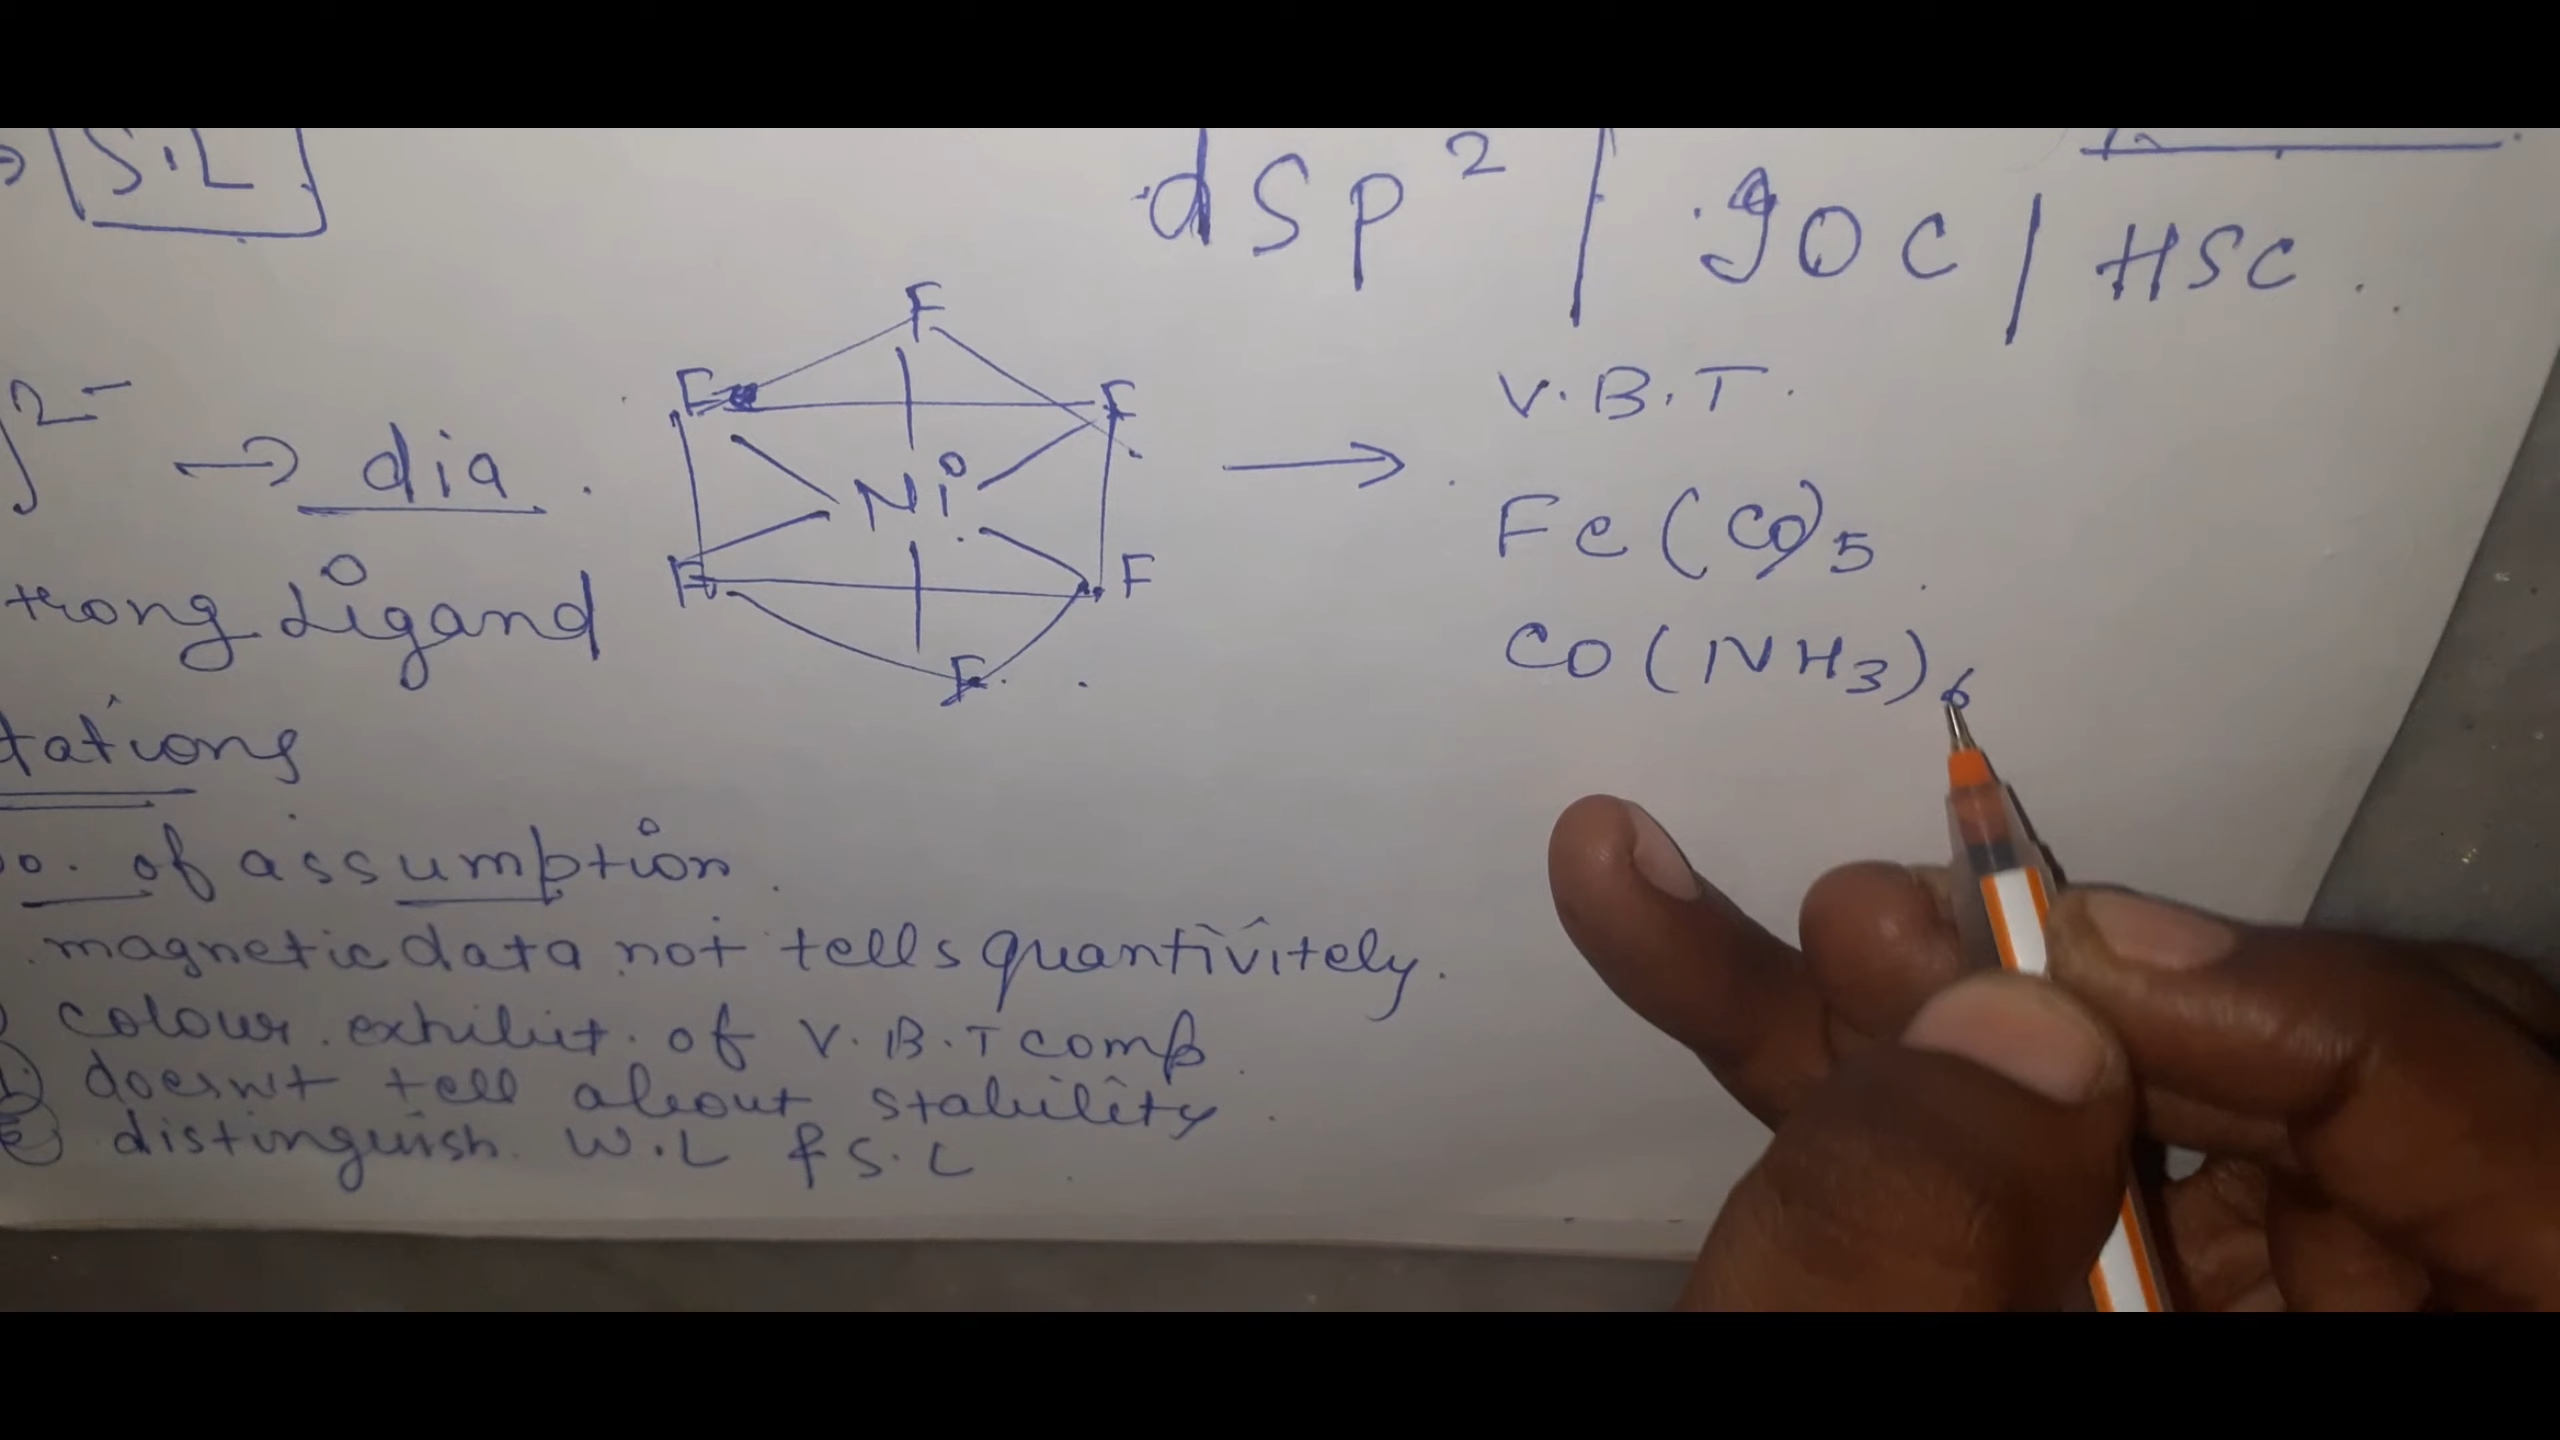 S.L
dsp² | IOC / HSC
]²⁻ → dia
F
F F
Ni
F F
F
→ V.B.T.
Fe(CO)5
CO(NH3)6
trong Ligand
tations
o. of assumption
magnetic data not tells quantivitely.
colour exhibit of V.B.T comp
doesn't tell about stability
distinguish W.L & S.L